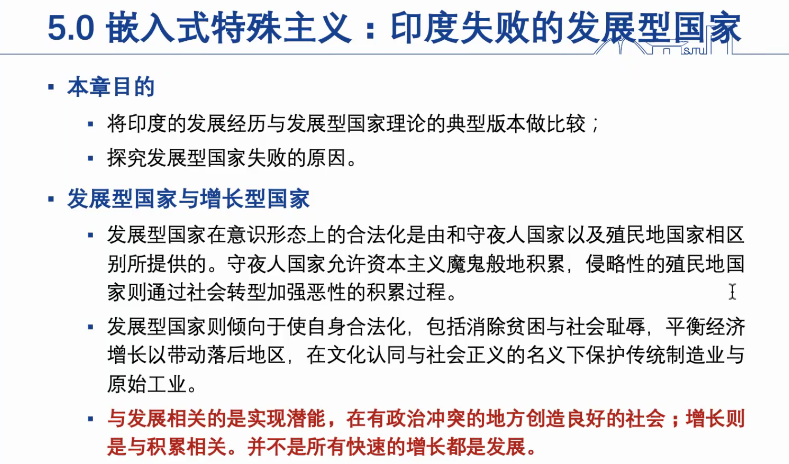 5.0 嵌入式特殊主义：印度失败的发展型国家
▪ 本章目的
▪ 将印度的发展经历与发展型国家理论的典型版本做比较；
▪ 探究发展型国家失败的原因。
▪ 发展型国家与增长型国家
▪ 发展型国家在意识形态上的合法化是由和守夜人国家以及殖民地国家相区
别所提供的。守夜人国家允许资本主义魔鬼般地积累，侵略性的殖民地国
家则通过社会转型加强恶性的积累过程。
▪ 发展型国家则倾向于使自身合法化，包括消除贫困与社会耻辱，平衡经济
增长以带动落后地区，在文化认同与社会正义的名义下保护传统制造业与
原始工业。
▪ 与发展相关的是实现潜能，在有政治冲突的地方创造良好的社会；增长则
是与积累相关。并不是所有快速的增长都是发展。